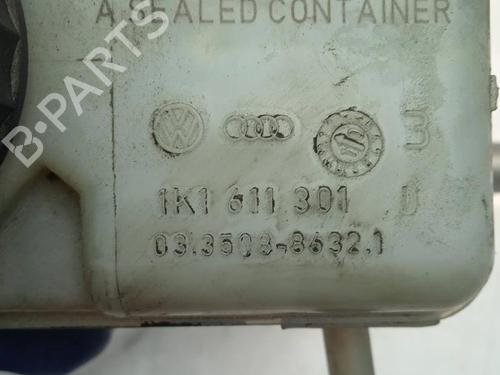 A SEALED CONTAINER
B-PARTS
3
1K1 611 301 D
03.3508-8632.1